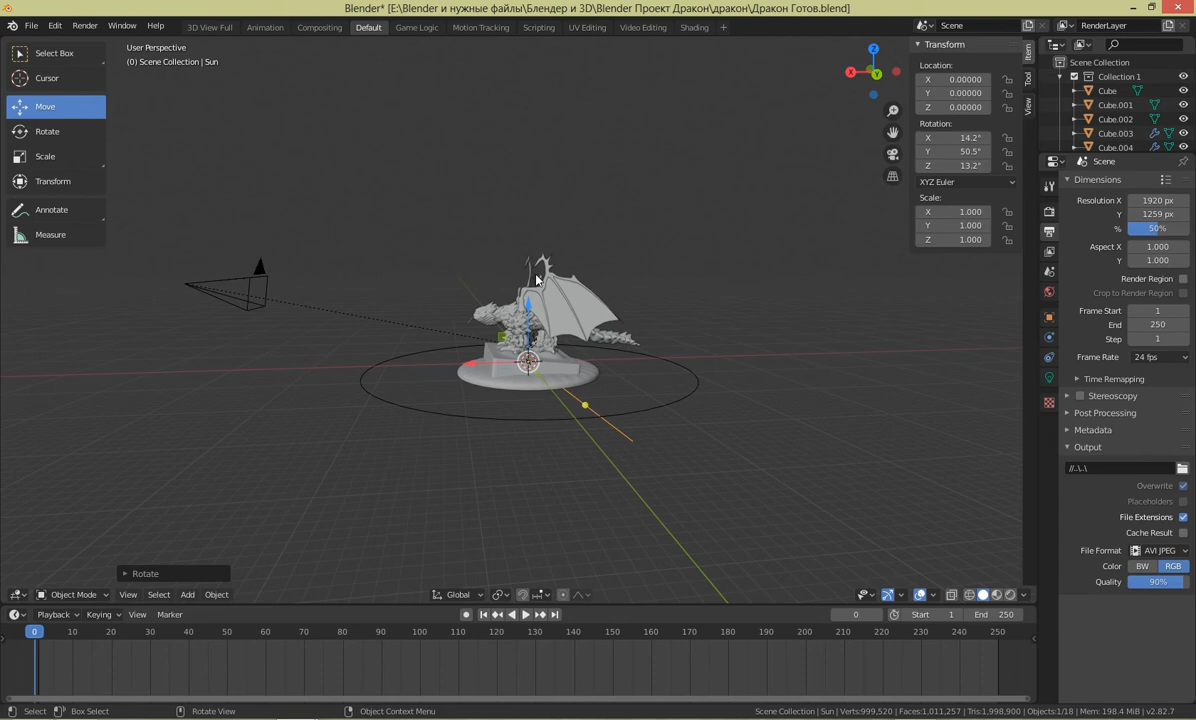 Blender* [E:\Blender и нужные файлы\Блендер и 3D\Blender Проект Дракон\дракон\Дракон Готов.blend]
File Edit Render Window Help
3D View Full Animation Compositing Default Game Logic Motion Tracking Scripting UV Editing Video Editing Shading +
Scene
RenderLayer
Select Box
Cursor
Move
Rotate
Scale
Transform
Annotate
Measure
User Perspective
(0) Scene Collection | Sun
Z
X
Y
Transform
Location:
X 0.00000
Y 0.00000
Z 0.00000
Rotation:
X 14.2°
Y 50.5°
Z 13.2°
XYZ Euler
Scale:
X 1.000
Y 1.000
Z 1.000
Item
Tool
View
Scene Collection
Collection 1
Cube
Cube.001
Cube.002
Cube.003
Cube.004
Scene
Dimensions
Resolution X 1920 px
Y 1259 px
% 50%
Aspect X 1.000
Y 1.000
Render Region
Crop to Render Region
Frame Start 1
End 250
Step 1
Frame Rate 24 fps
Time Remapping
Stereoscopy
Post Processing
Metadata
Output
//..\..\
Overwrite
Placeholders
File Extensions
Cache Result
File Format AVI JPEG
Color BW RGB
Quality 90%
Rotate
Object Mode View Select Add Object
Global
Playback Keying View Marker
0 Start 1 End 250
0 10 20 30 40 50 60 70 80 90 100 110 120 130 140 150 160 170 180 190 200 210 220 230 240 250
Select Box Select Rotate View Object Context Menu
Scene Collection | Sun | Verts:999,520 | Faces:1,011,257 | Tris:1,998,900 | Objects:1/18 | Mem: 198.4 MiB | v2.82.7